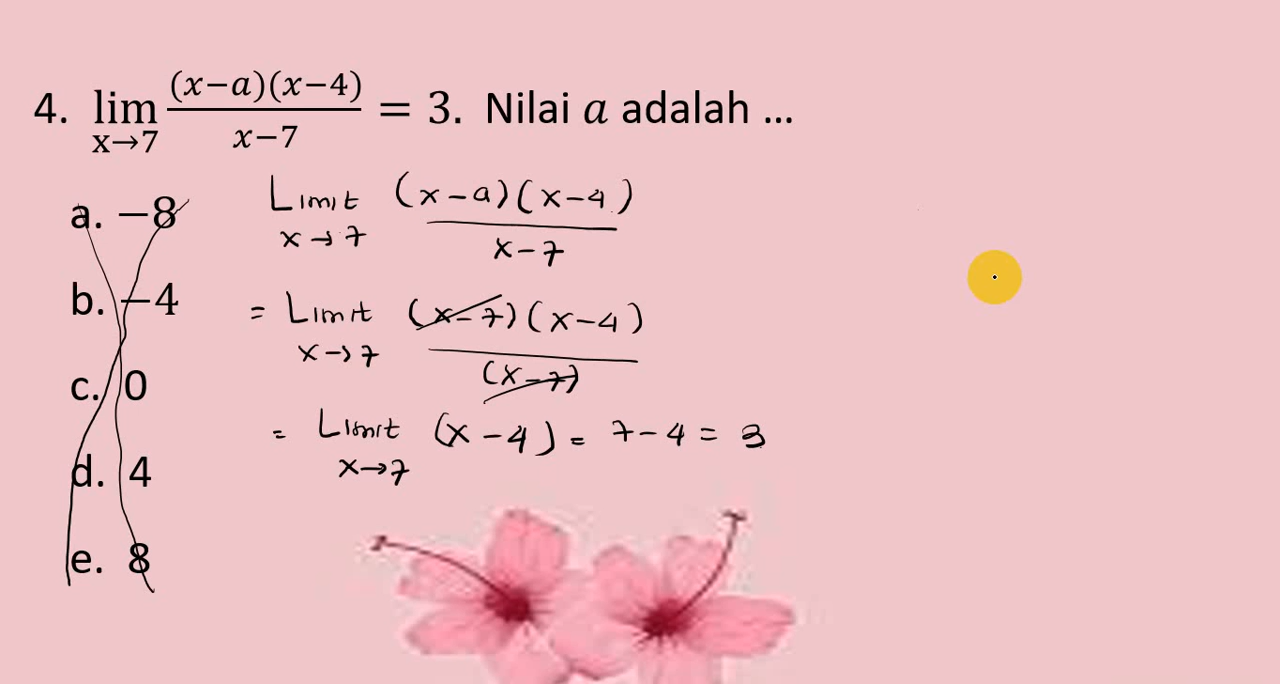 4. lim x→7 (x−a)(x−4) / x−7 = 3. Nilai a adalah ...
a. −8
b. −4
c. 0
d. 4
e. 8
Limit x→7 (x-a)(x-4) / x-7
= Limit x→7 (x-7)(x-4) / (x-7)
= Limit x→7 (x-4) = 7-4 = 3